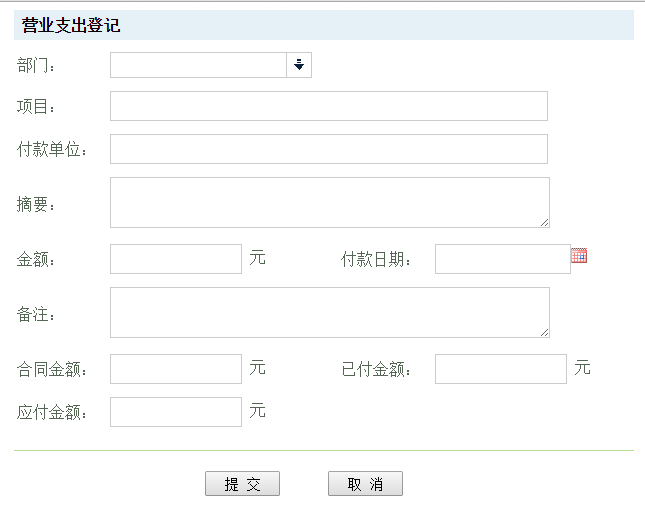 营业支出登记
部门：
项目：
付款单位：
摘要：
金额： 元 付款日期：
备注：
合同金额： 元 已付金额： 元
应付金额： 元
提 交 取 消